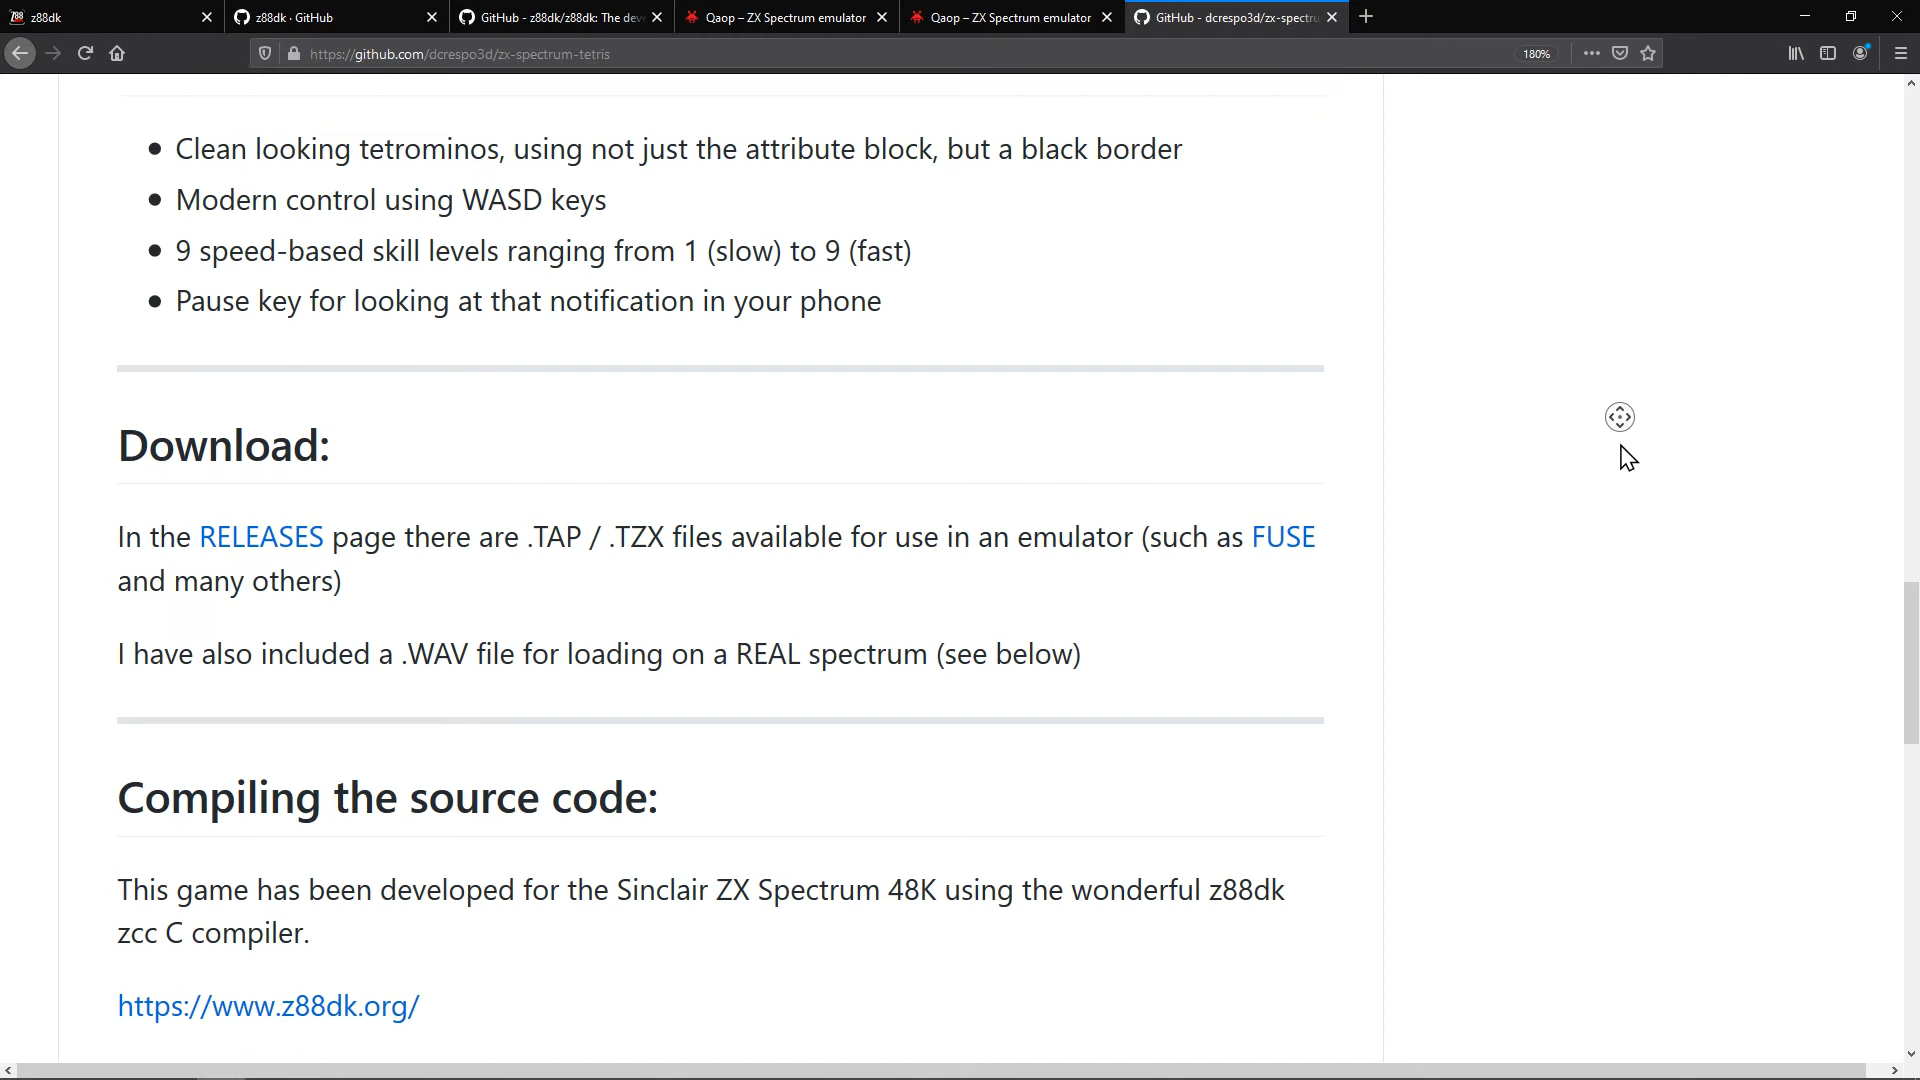 z88dk
z88dk · GitHub
GitHub - z88dk/z88dk: The dev
Qaop – ZX Spectrum emulator
Qaop – ZX Spectrum emulator
GitHub - dcrespo3d/zx-spectru
https://github.com/dcrespo3d/zx-spectrum-tetris
180%
• Clean looking tetrominos, using not just the attribute block, but a black border
• Modern control using WASD keys
• 9 speed-based skill levels ranging from 1 (slow) to 9 (fast)
• Pause key for looking at that notification in your phone
Download:
In the RELEASES page there are .TAP / .TZX files available for use in an emulator (such as FUSE
and many others)
I have also included a .WAV file for loading on a REAL spectrum (see below)
Compiling the source code:
This game has been developed for the Sinclair ZX Spectrum 48K using the wonderful z88dk
zcc C compiler.
https://www.z88dk.org/